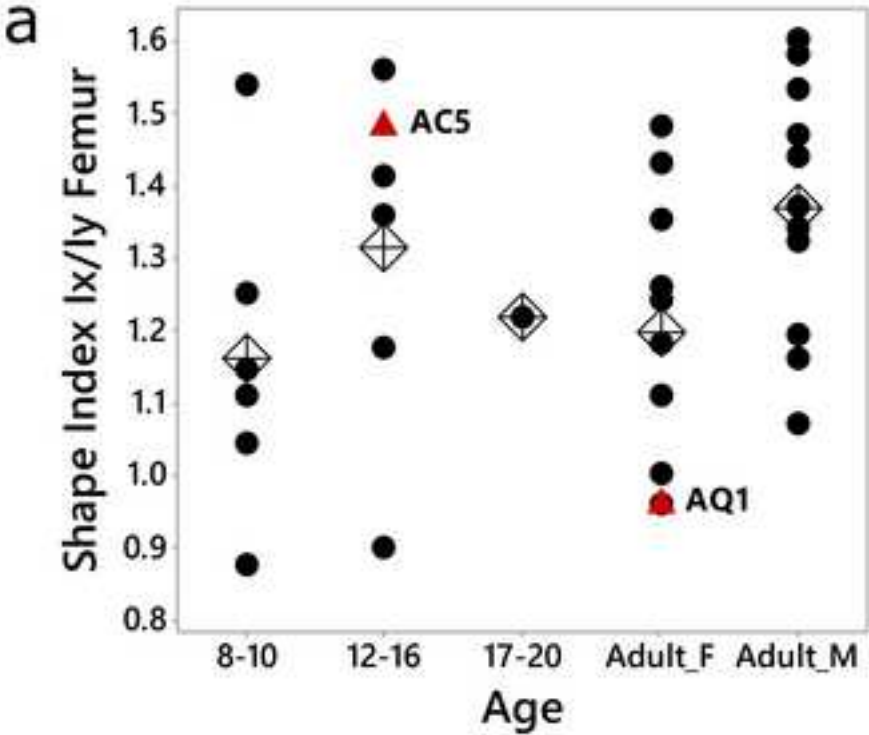 a
Shape Index Ix/Iy Femur
1.6
1.5
1.4
1.3
1.2
1.1
1.0
0.9
0.8
AC5
AQ1
8-10 12-16 17-20 Adult_F Adult_M
Age